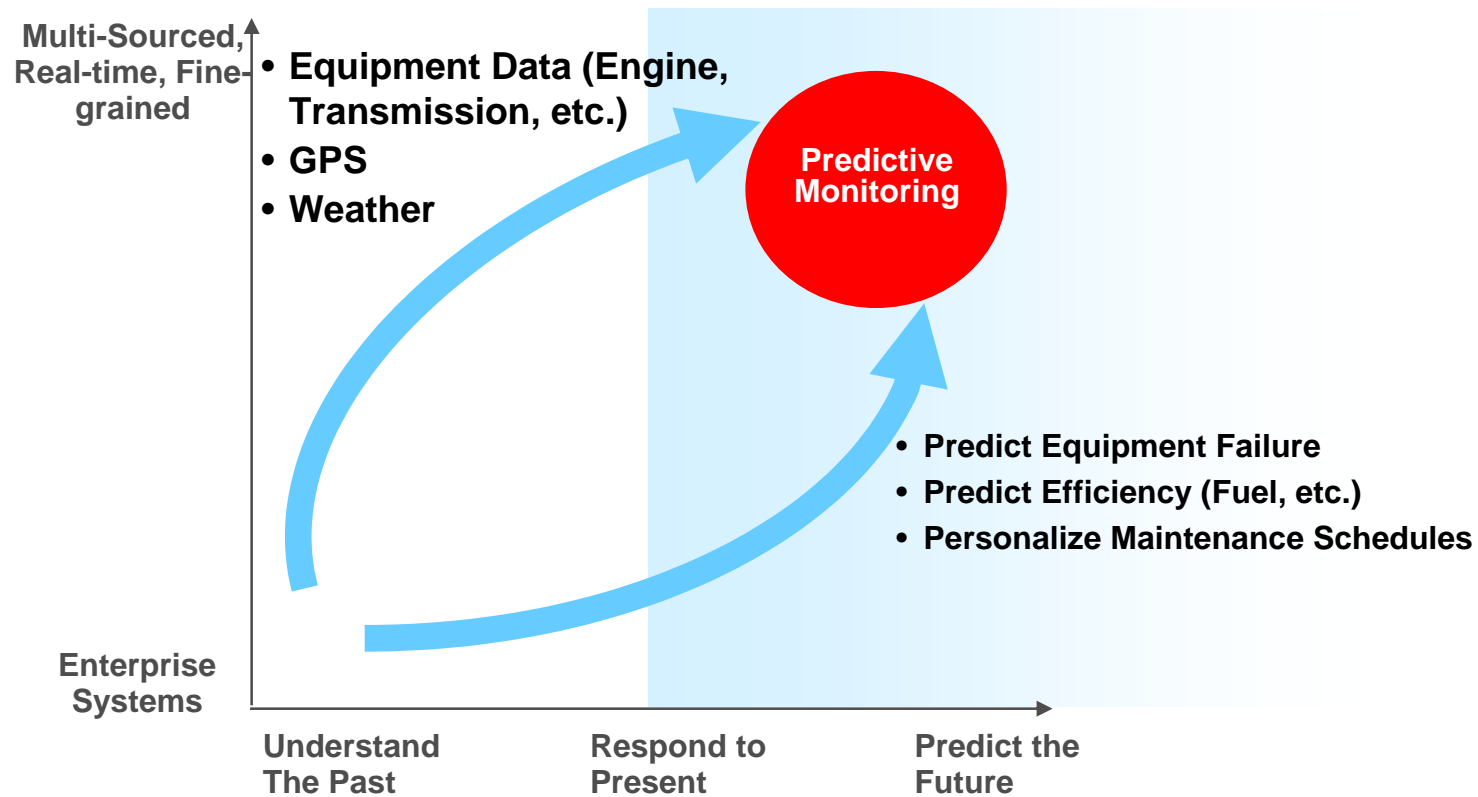 Multi-Sourced,
Real-time, Fine-
grained
• Equipment Data (Engine,
Transmission, etc.)
• GPS
• Weather
Predictive
Monitoring
• Predict Equipment Failure
• Predict Efficiency (Fuel, etc.)
• Personalize Maintenance Schedules
Enterprise
Systems
Understand
The Past
Respond to
Present
Predict the
Future